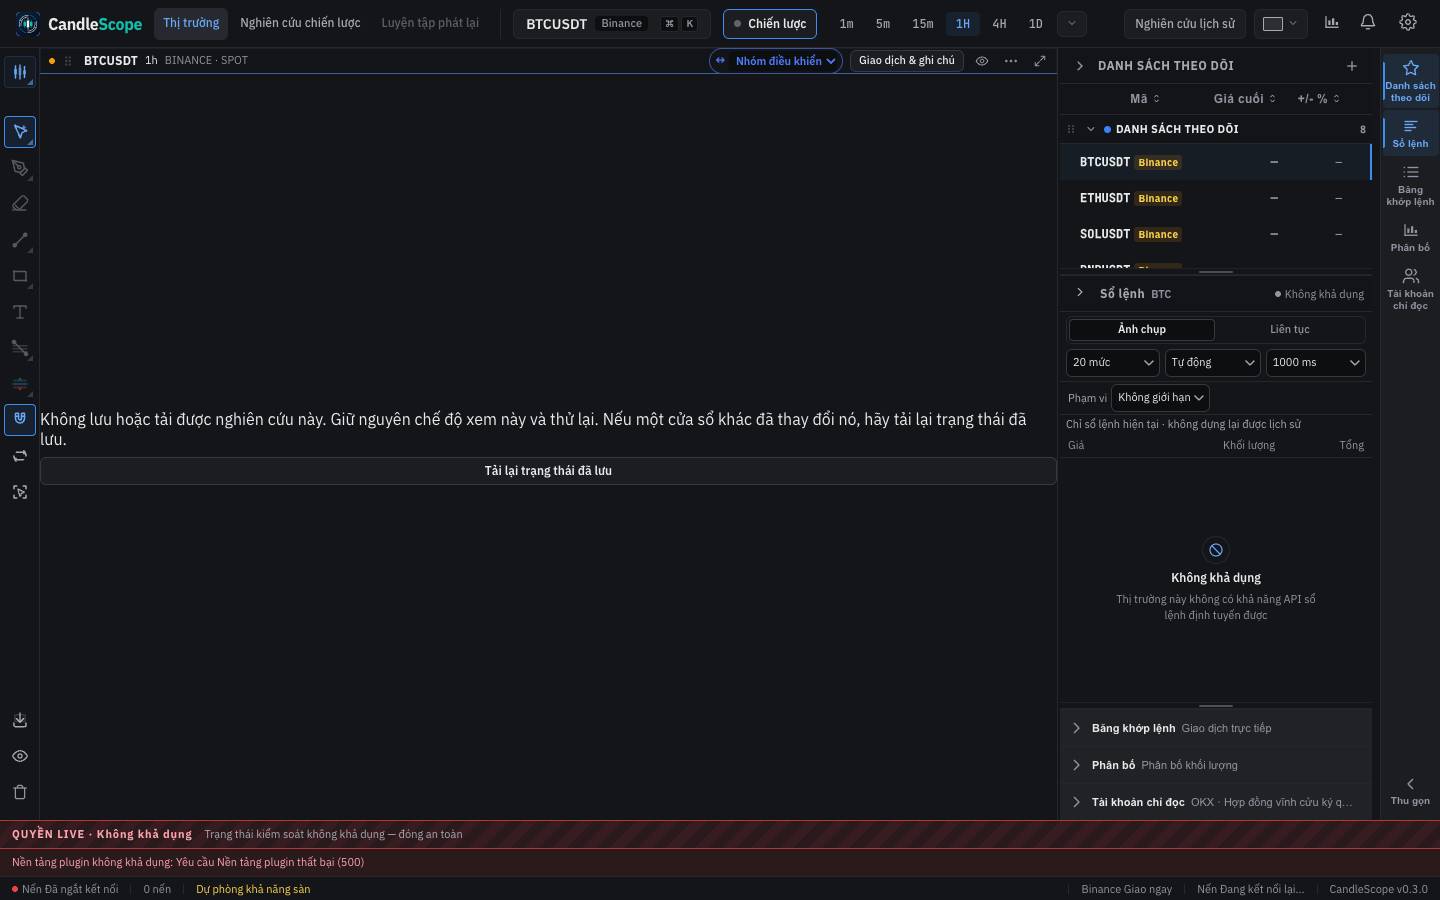 CandleScope
Thị trường
Nghiên cứu chiến lược
Luyện tập phát lại
BTCUSDT Binance ⌘ K
Chiến lược
1m 5m 15m 1H 4H 1D
Nghiên cứu lịch sử
BTCUSDT 1h BINANCE · SPOT
Nhóm điều khiển
Giao dịch & ghi chú
Không lưu hoặc tải được nghiên cứu này. Giữ nguyên chế độ xem này và thử lại. Nếu một cửa sổ khác đã thay đổi nó, hãy tải lại trạng thái đã
lưu.
Tải lại trạng thái đã lưu
DANH SÁCH THEO DÕI
Mã Giá cuối +/- %
DANH SÁCH THEO DÕI 8
BTCUSDT Binance — —
ETHUSDT Binance — —
SOLUSDT Binance — —
Sổ lệnh BTC Không khả dụng
Ảnh chụp Liên tục
20 mức Tự động 1000 ms
Phạm vi Không giới hạn
Chỉ sổ lệnh hiện tại · không dựng lại được lịch sử
Giá Khối lượng Tổng
Không khả dụng
Thị trường này không có khả năng API sổ
lệnh định tuyến được
Bảng khớp lệnh Giao dịch trực tiếp
Phân bố Phân bố khối lượng
Tài khoản chỉ đọc OKX · Hợp đồng vĩnh cửu ký q...
Danh sách
theo dõi
Sổ lệnh
Bảng
khớp lệnh
Phân bố
Tài khoản
chỉ đọc
Thu gọn
QUYỀN LIVE · Không khả dụng Trạng thái kiểm soát không khả dụng — đóng an toàn
Nền tảng plugin không khả dụng: Yêu cầu Nền tảng plugin thất bại (500)
Nến Đã ngắt kết nối 0 nến Dự phòng khả năng sàn
Binance Giao ngay Nến Đang kết nối lại... CandleScope v0.3.0